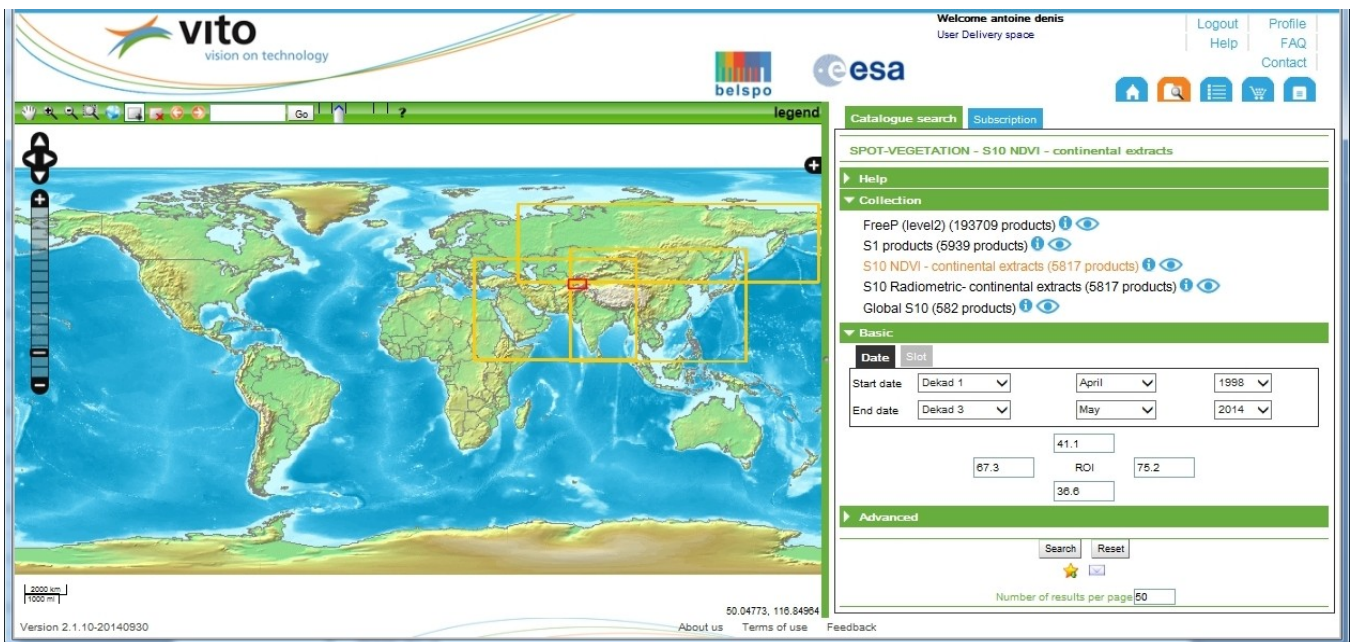 vito
vision on technology
belspo
esa
Welcome antoine denis
User Delivery space
Logout Profile
Help FAQ
Contact
Go ? legend
Catalogue search Subscription
SPOT-VEGETATION - S10 NDVI - continental extracts
Help
Collection
FreeP (level2) (193709 products)
S1 products (5939 products)
S10 NDVI - continental extracts (5817 products)
S10 Radiometric- continental extracts (5817 products)
Global S10 (582 products)
Basic
Date Slot
Start date Dekad 1 April 1998
End date Dekad 3 May 2014
41.1
67.3 ROI 75.2
36.6
Advanced
Search Reset
Number of results per page 50
2000 km
1000 mi
50.04773, 116.84964
Version 2.1.10-20140930 About us Terms of use Feedback